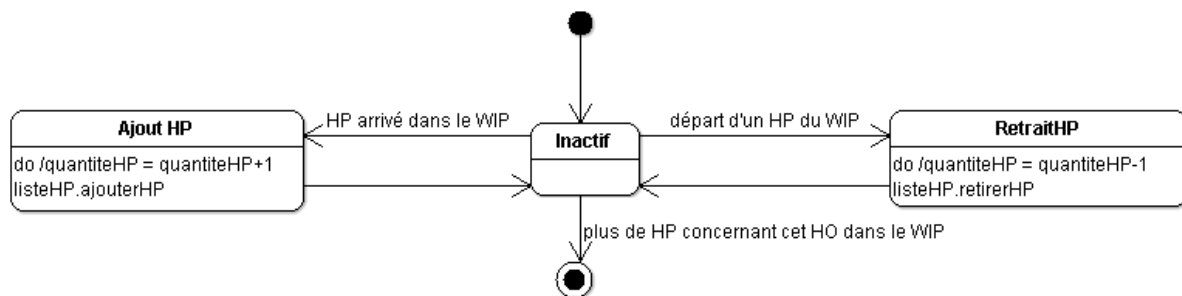 HP arrivé dans le WIP
départ d'un HP du WIP
Ajout HP
do /quantiteHP = quantiteHP+1
listeHP.ajouterHP
Inactif
RetraitHP
do /quantiteHP = quantiteHP-1
listeHP.retirerHP
plus de HP concernant cet HO dans le WIP